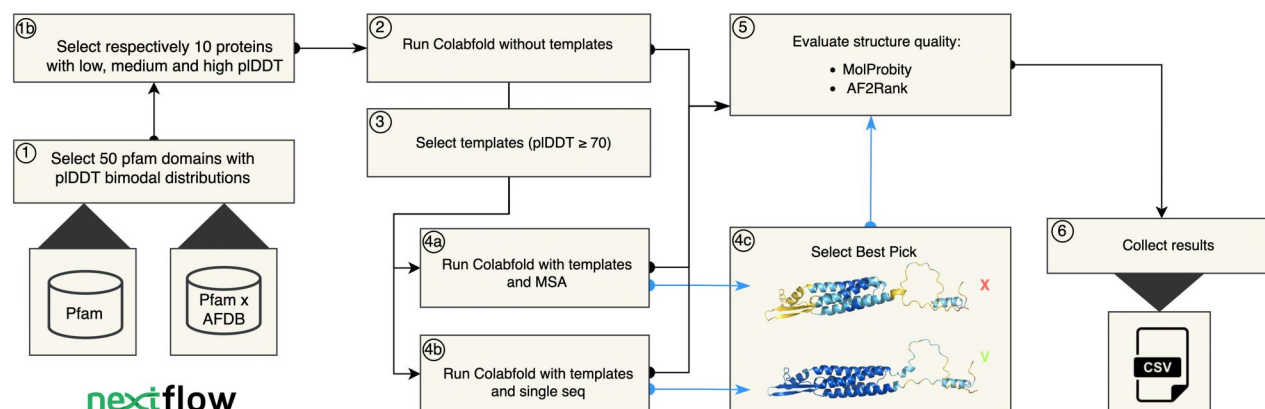 1b
Select respectively 10 proteins
with low, medium and high plDDT
1
Select 50 pfam domains with
plDDT bimodal distributions
Pfam
Pfam x
AFDB
nextflow
2
Run Colabfold without templates
3
Select templates (plDDT ≥ 70)
4a
Run Colabfold with templates
and MSA
4b
Run Colabfold with templates
and single seq
4c
Select Best Pick
X
V
5
Evaluate structure quality:
• MolProbity
• AF2Rank
6
Collect results
CSV